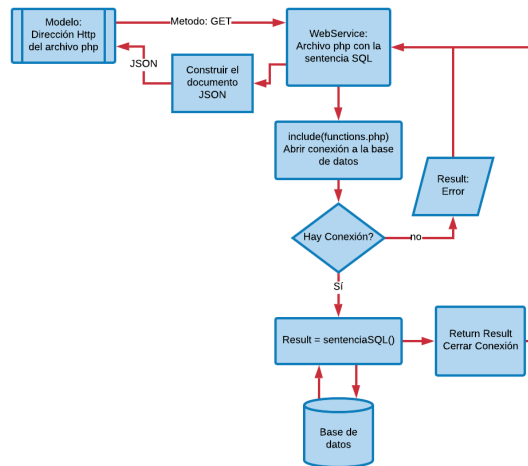 Modelo:
Dirección Http
del archivo php
Metodo: GET
WebService:
Archivo php con la
sentencia SQL
JSON
Construir el
documento
JSON
include(functions.php)
Abrir conexión a la base
de datos
Result:
Error
Hay Conexión?
no
Sí
Result = sentenciaSQL()
Return Result
Cerrar Conexión
Base de
datos